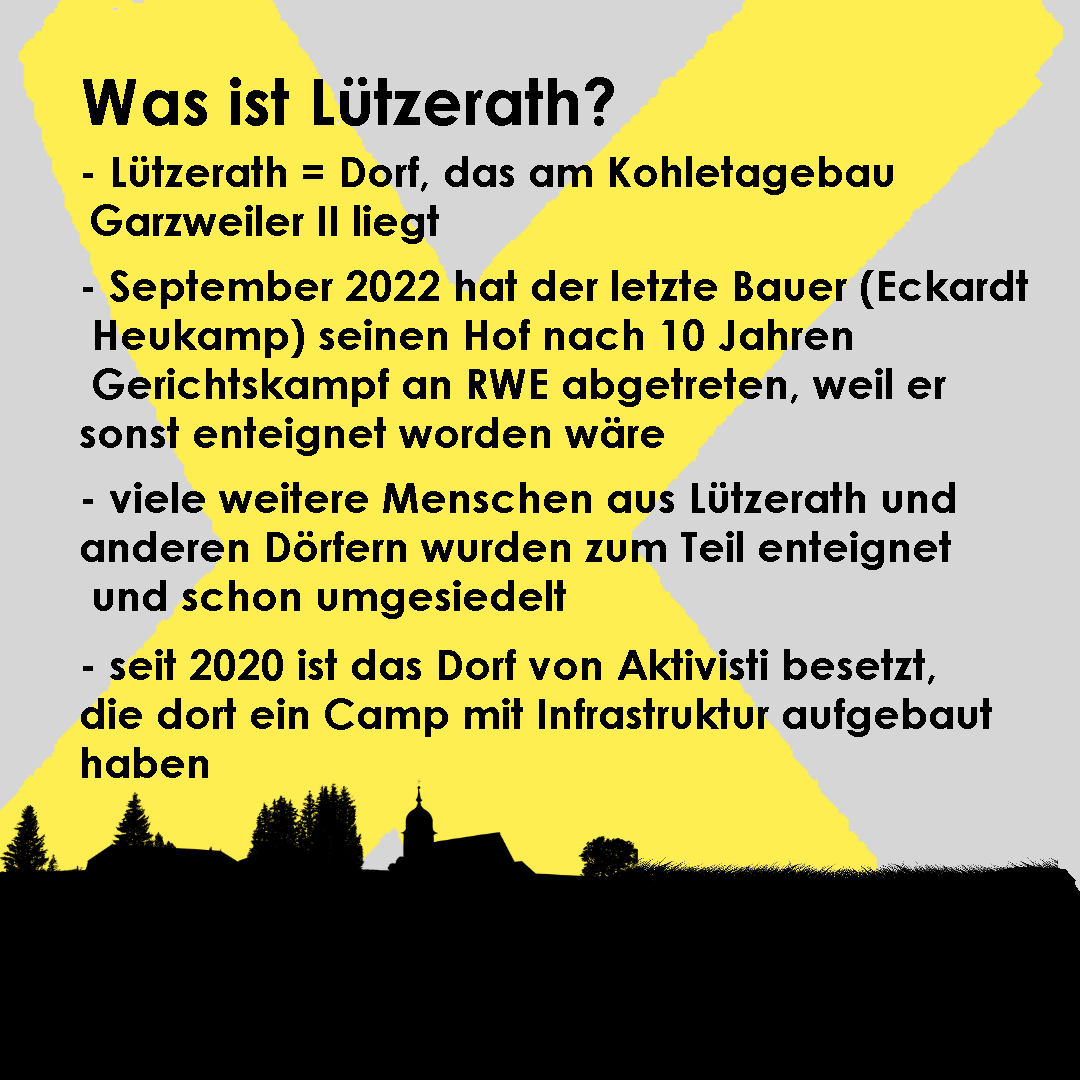 Was ist Lützerath?
- Lützerath = Dorf, das am Kohletagebau
Garzweiler II liegt
- September 2022 hat der letzte Bauer (Eckardt
Heukamp) seinen Hof nach 10 Jahren
Gerichtskampf an RWE abgetreten, weil er
sonst enteignet worden wäre
- viele weitere Menschen aus Lützerath und
anderen Dörfern wurden zum Teil enteignet
und schon umgesiedelt
- seit 2020 ist das Dorf von Aktivisti besetzt,
die dort ein Camp mit Infrastruktur aufgebaut
haben